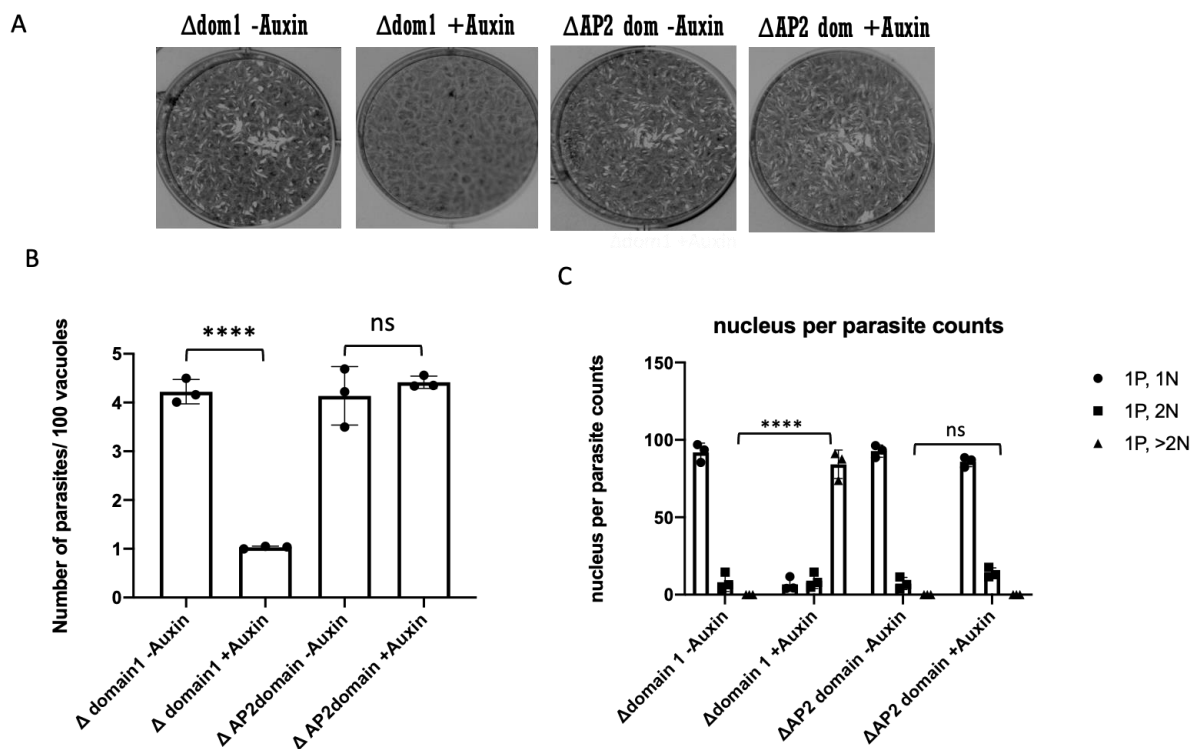 A
Δdom1 -Auxin
Δdom1 +Auxin
ΔAP2 dom -Auxin
ΔAP2 dom +Auxin
Δdom1 +Auxin
B
Number of parasites/ 100 vacuoles
5
4
3
2
1
0
****
ns
Δ domain1 -Auxin
Δ domain1 +Auxin
Δ AP2domain -Auxin
Δ AP2domain +Auxin
C
nucleus per parasite counts
nucleus per parasite counts
150
100
50
0
****
ns
Δdomain 1 -Auxin
Δdomain 1 +Auxin
ΔAP2 domain -Auxin
ΔAP2 domain +Auxin
1P, 1N
1P, 2N
1P, >2N